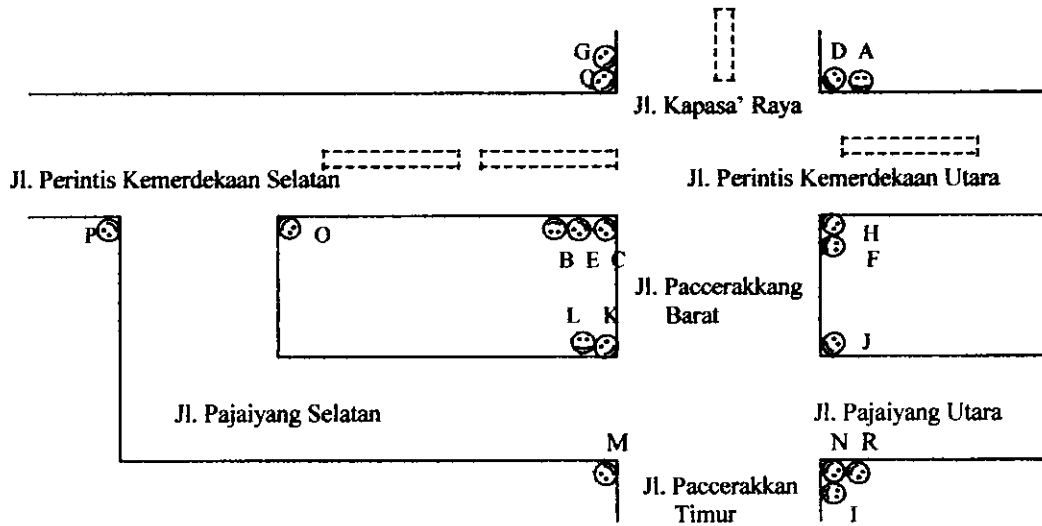 G
D A
Q
Jl. Kapasa' Raya
Jl. Perintis Kemerdekaan Selatan
Jl. Perintis Kemerdekaan Utara
P
O
H
B E C
F
Jl. Paccerakkang
Barat
L K
J
Jl. Pajaiyang Selatan
Jl. Pajaiyang Utara
M
N R
Jl. Paccerakkan
Timur
I